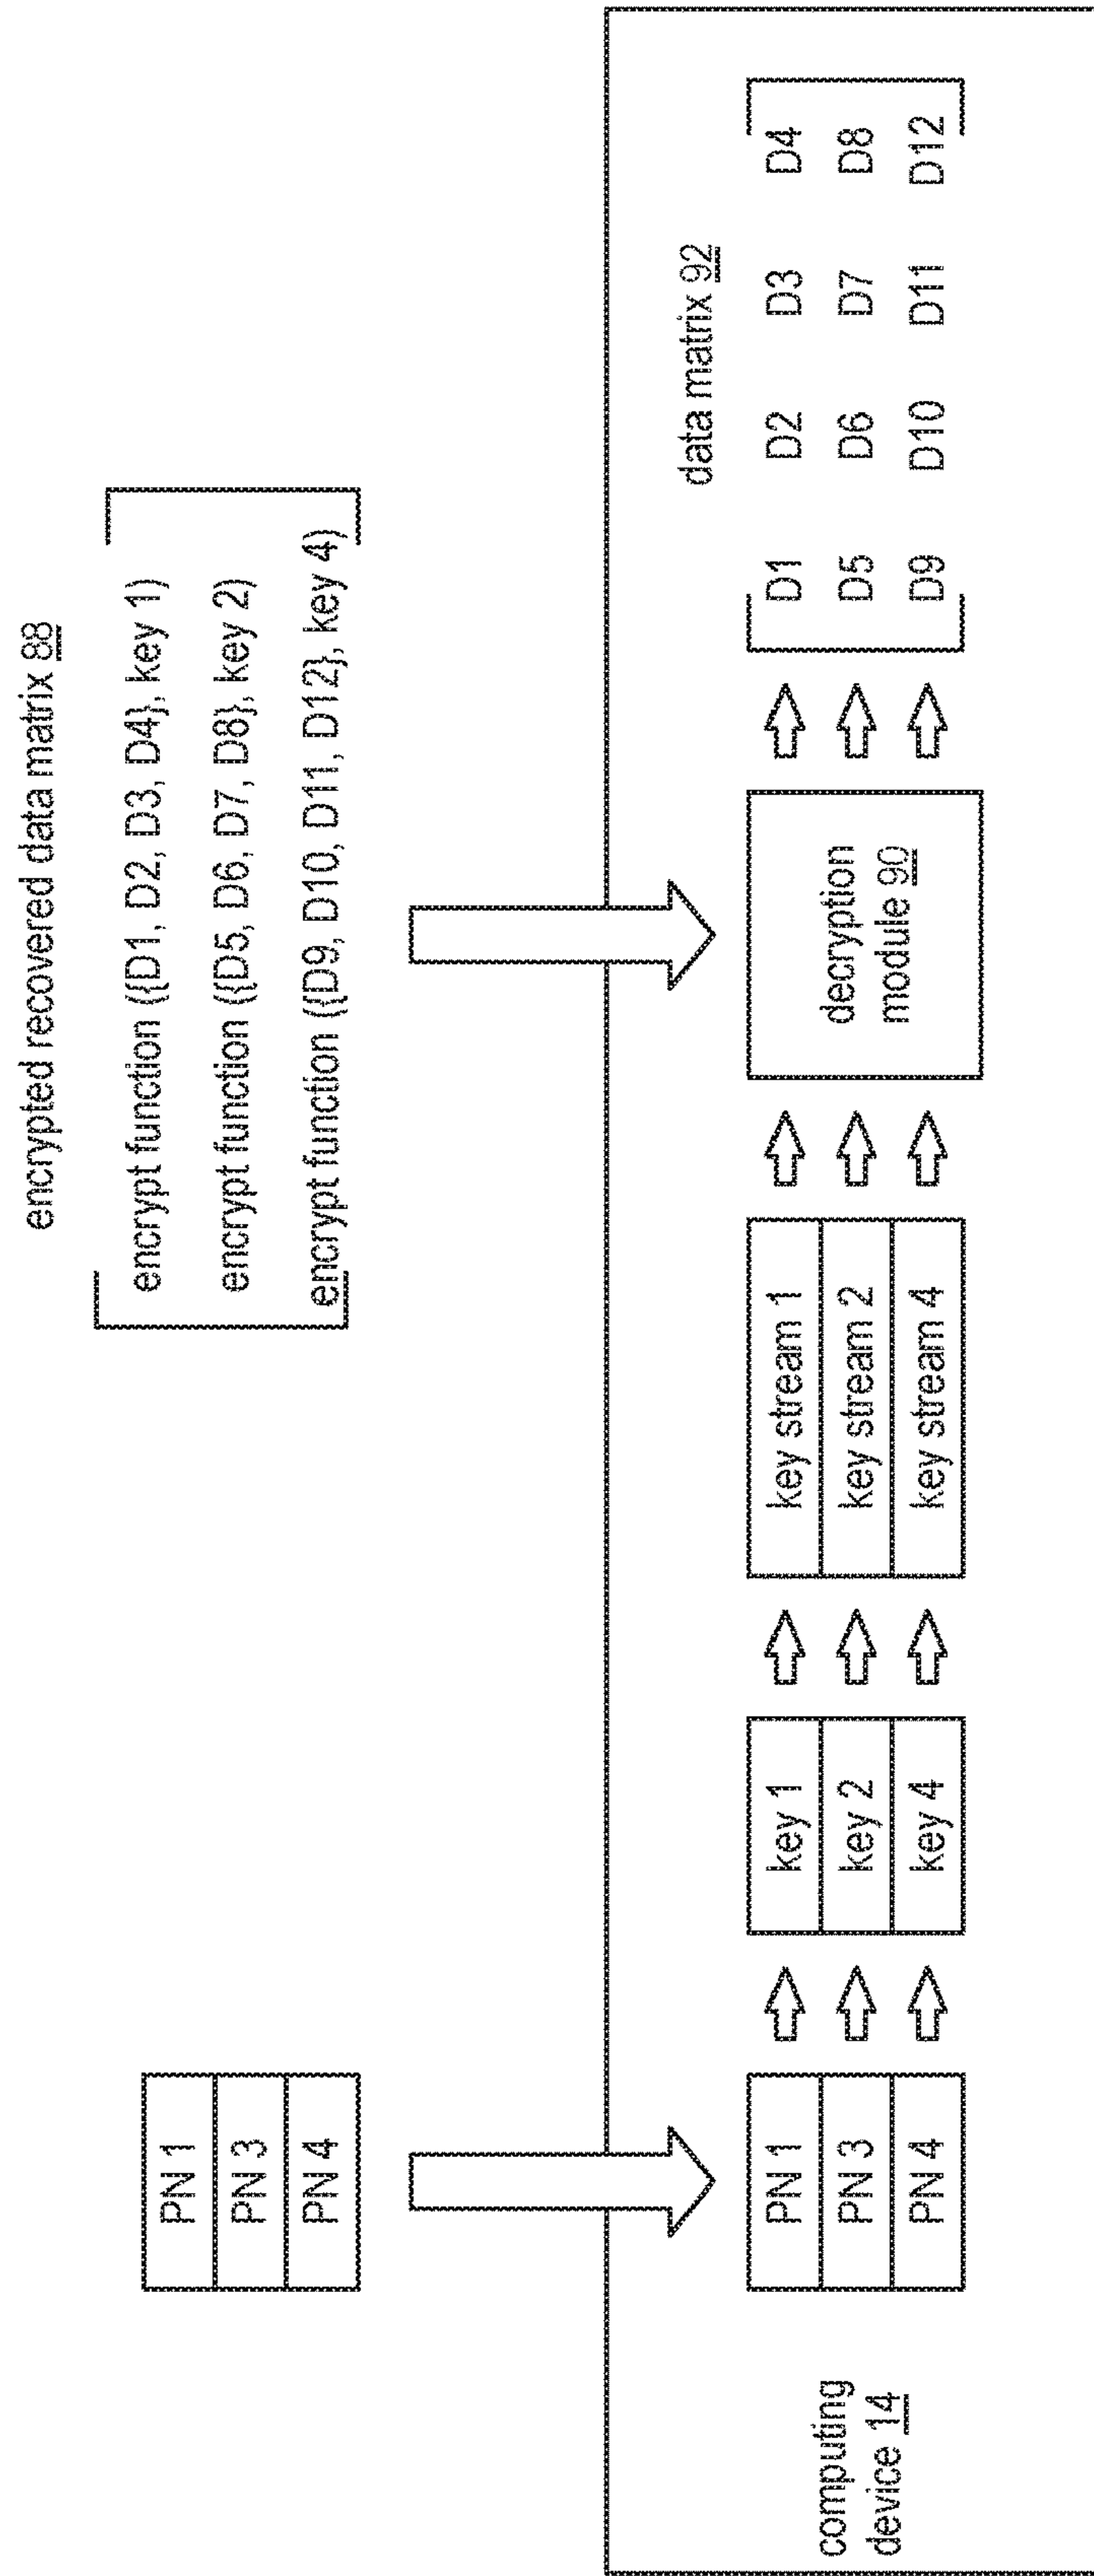 encrypted recovered data matrix 88
encrypt function ({D1, D2, D3, D4}, key 1)
encrypt function ({D5, D6, D7, D8}, key 2)
encrypt function ({D9, D10, D11, D12}, key 4)
PN 1
PN 3
PN 4
computing
device 14
PN 1
PN 3
PN 4
key 1
key 2
key 4
key stream 1
key stream 2
key stream 4
decryption
module 90
data matrix 92
D1 D2 D3 D4
D5 D6 D7 D8
D9 D10 D11 D12